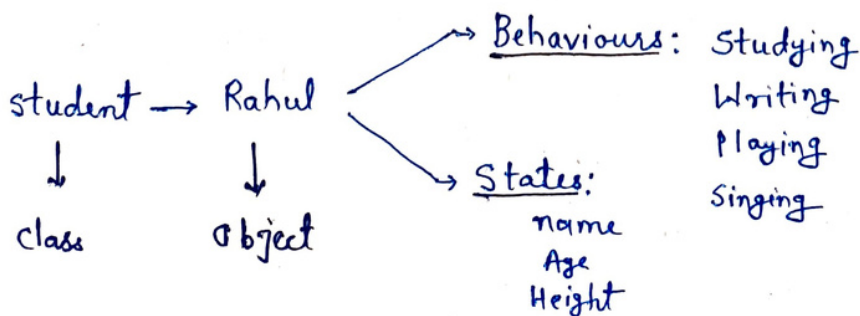 student → Rahul
class
object
Behaviours: Studying
Writing
Playing
Singing
States:
name
Age
Height